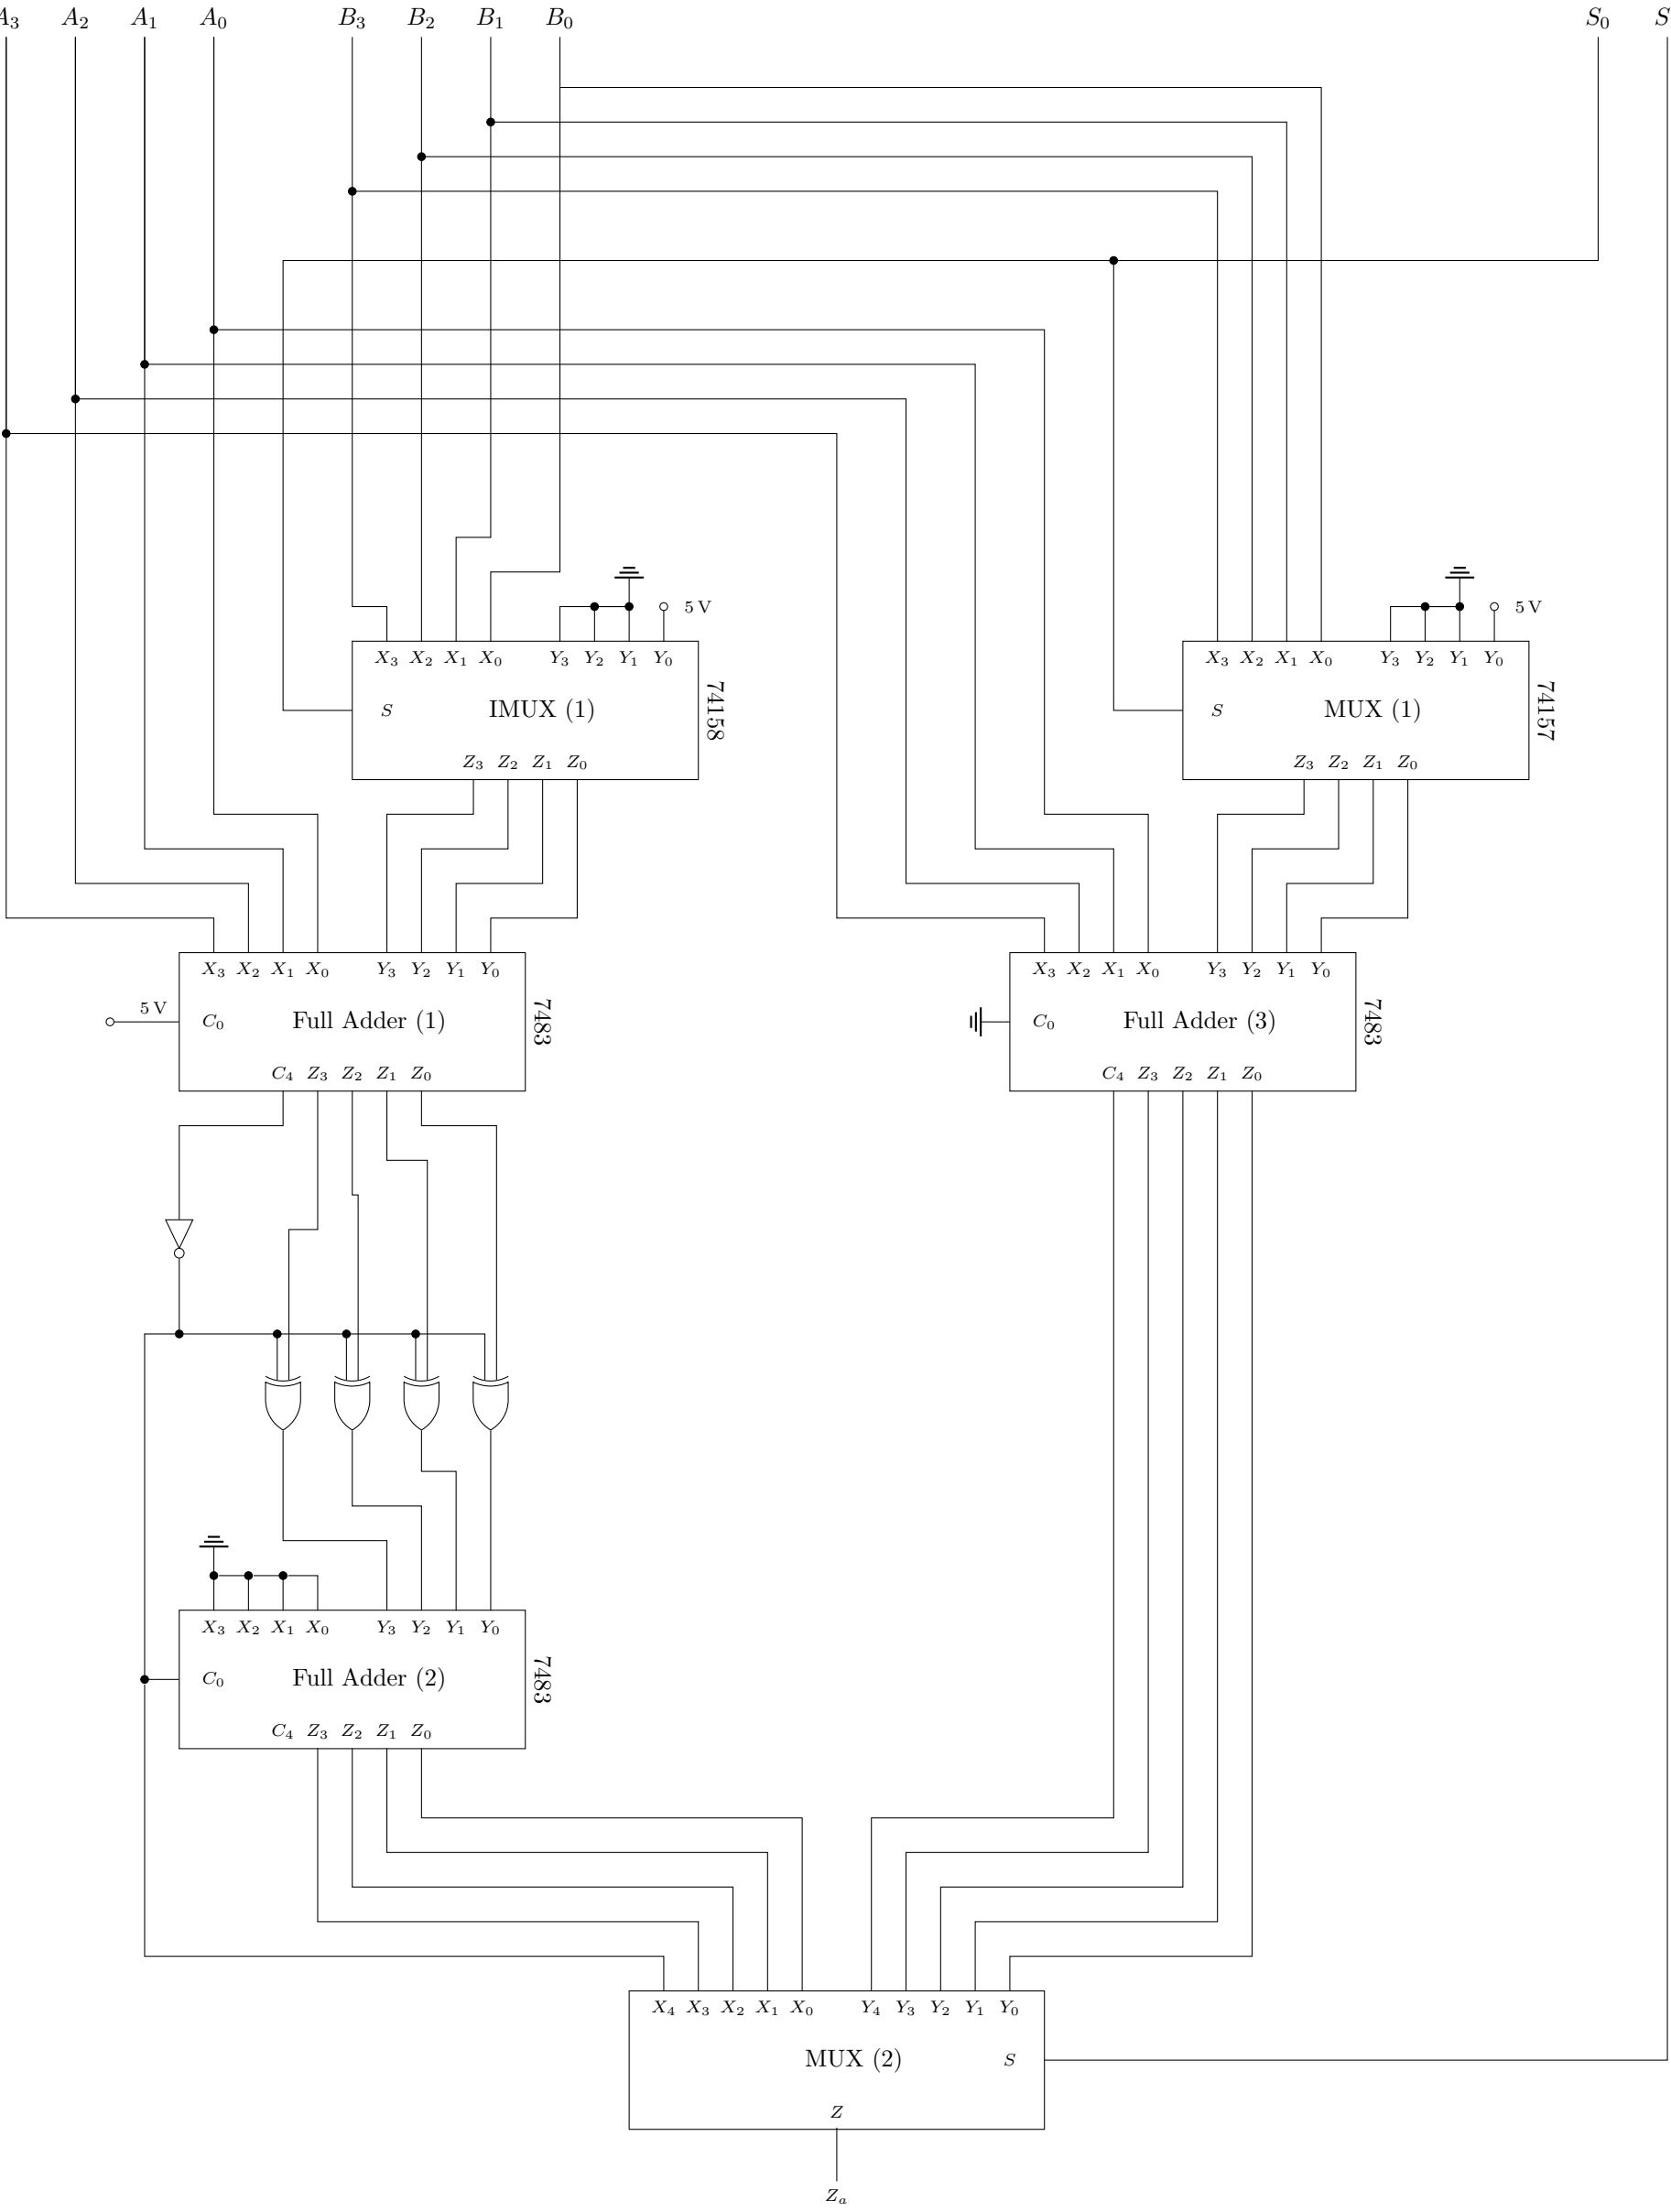 A3 A2 A1 A0 B3 B2 B1 B0 S0 S
5 V 5 V
X3 X2 X1 X0 Y3 Y2 Y1 Y0 X3 X2 X1 X0 Y3 Y2 Y1 Y0
S IMUX (1) 74158 S MUX (1) 74157
Z3 Z2 Z1 Z0 Z3 Z2 Z1 Z0
X3 X2 X1 X0 Y3 Y2 Y1 Y0 X3 X2 X1 X0 Y3 Y2 Y1 Y0
5 V C0 Full Adder (1) 7483 C0 Full Adder (3) 7483
C4 Z3 Z2 Z1 Z0 C4 Z3 Z2 Z1 Z0
X3 X2 X1 X0 Y3 Y2 Y1 Y0
C0 Full Adder (2) 7483
C4 Z3 Z2 Z1 Z0
X4 X3 X2 X1 X0 Y4 Y3 Y2 Y1 Y0
MUX (2) S
Z
Za